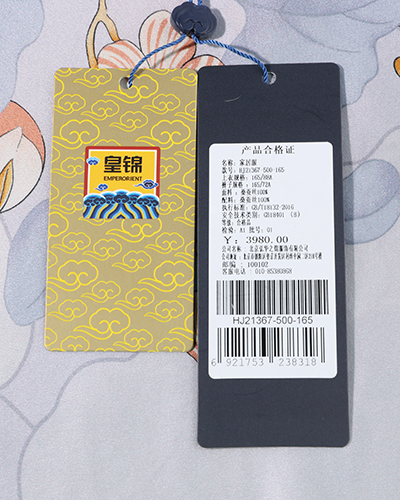 皇锦
EMPERORIENT
产品合格证
名称: 家居服
款号: HJ21367-500-165
上衣规格: 165/88A
裤子规格: 165/72A
面料: 桑蚕丝100%
配料: 桑蚕丝100%
执行标准: GB/T18132-2016
安全技术类别: GB18401 (B)
等级: 合格品
检验: A1 批号: 01
¥: 3980.00
邮编: 100102
客服电话: 010-85380868
HJ21367-500-165
6 921753 238318